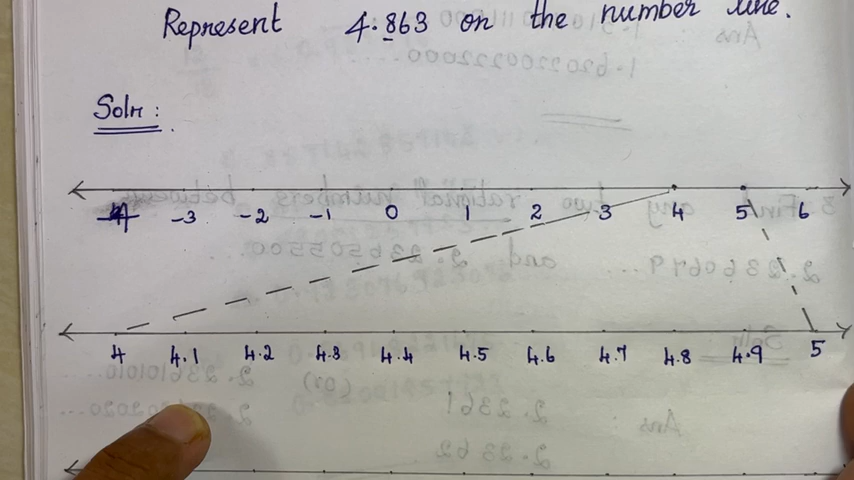 Represent 4.863 on the number line.
Soln :
-3 -2 -1 0 1 2 3 4 5 6
4 4.1 4.2 4.3 4.4 4.5 4.6 4.7 4.8 4.9 5